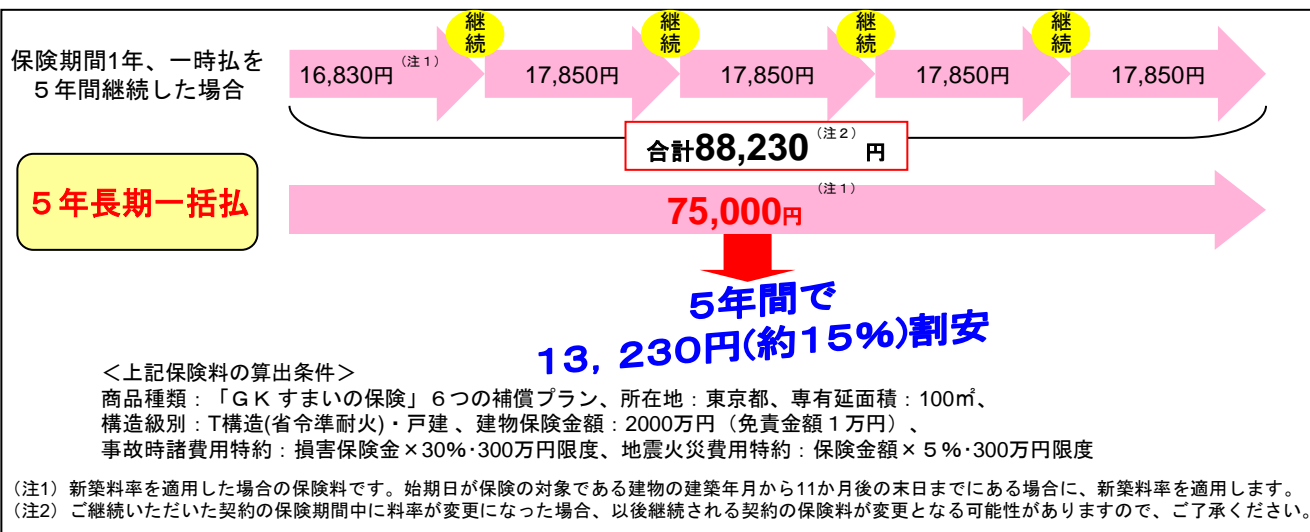 継続
継続
継続
継続
保険期間1年、一時払を
５年間継続した場合
16,830円（注１）
17,850円
17,850円
17,850円
17,850円
合計88,230（注２）円
５年長期一括払
75,000円（注１）
５年間で
１３，２３０円(約１５％)割安
＜上記保険料の算出条件＞
商品種類：「ＧＫ すまいの保険」６つの補償プラン、所在地：東京都、専有延面積：100㎡、
構造級別：T構造(省令準耐火)・戸建 、建物保険金額：2000万円（免責金額１万円）、
事故時諸費用特約：損害保険金×30%･300万円限度、地震火災費用特約：保険金額×５%･300万円限度
（注1）新築料率を適用した場合の保険料です。始期日が保険の対象である建物の建築年月から11か月後の末日までにある場合に、新築料率を適用します。
（注2）ご継続いただいた契約の保険期間中に料率が変更になった場合、以後継続される契約の保険料が変更となる可能性がありますので、ご了承ください。